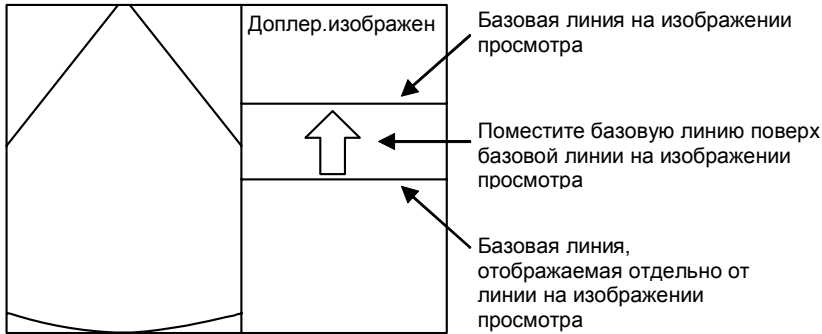 Доплер.изображен
Базовая линия на изображении
просмотра
Поместите базовую линию поверх
базовой линии на изображении
просмотра
Базовая линия,
отображаемая отдельно от
линии на изображении
просмотра